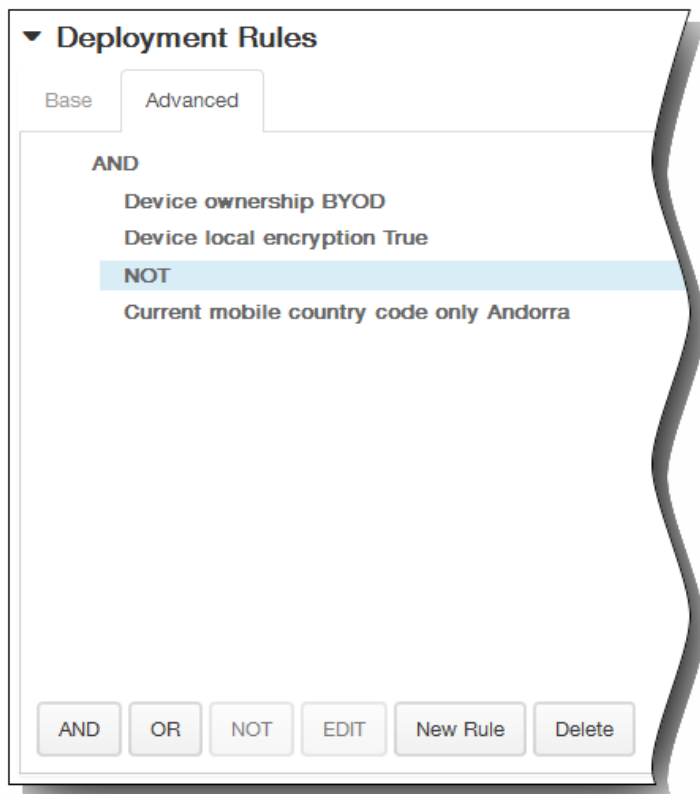 Deployment Rules
Base Advanced
AND
Device ownership BYOD
Device local encryption True
NOT
Current mobile country code only Andorra
AND OR NOT EDIT New Rule Delete